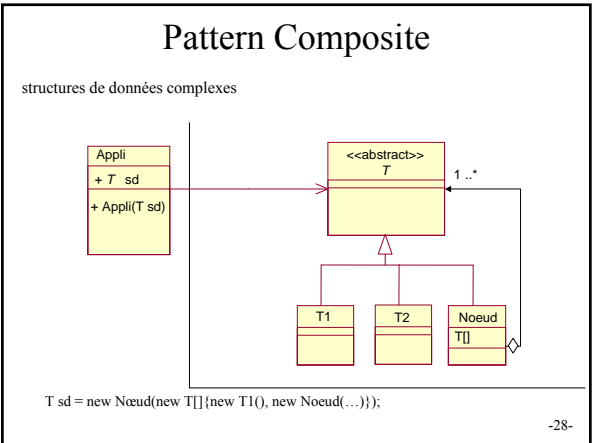 Pattern Composite
structures de données complexes
Appli
+ T sd
+ Appli(T sd)
<<abstract>>
T
1 ..*
T1
T2
Noeud
T[]
T sd = new Nœud(new T[]{new T1(), new Noeud(…)});
-28-